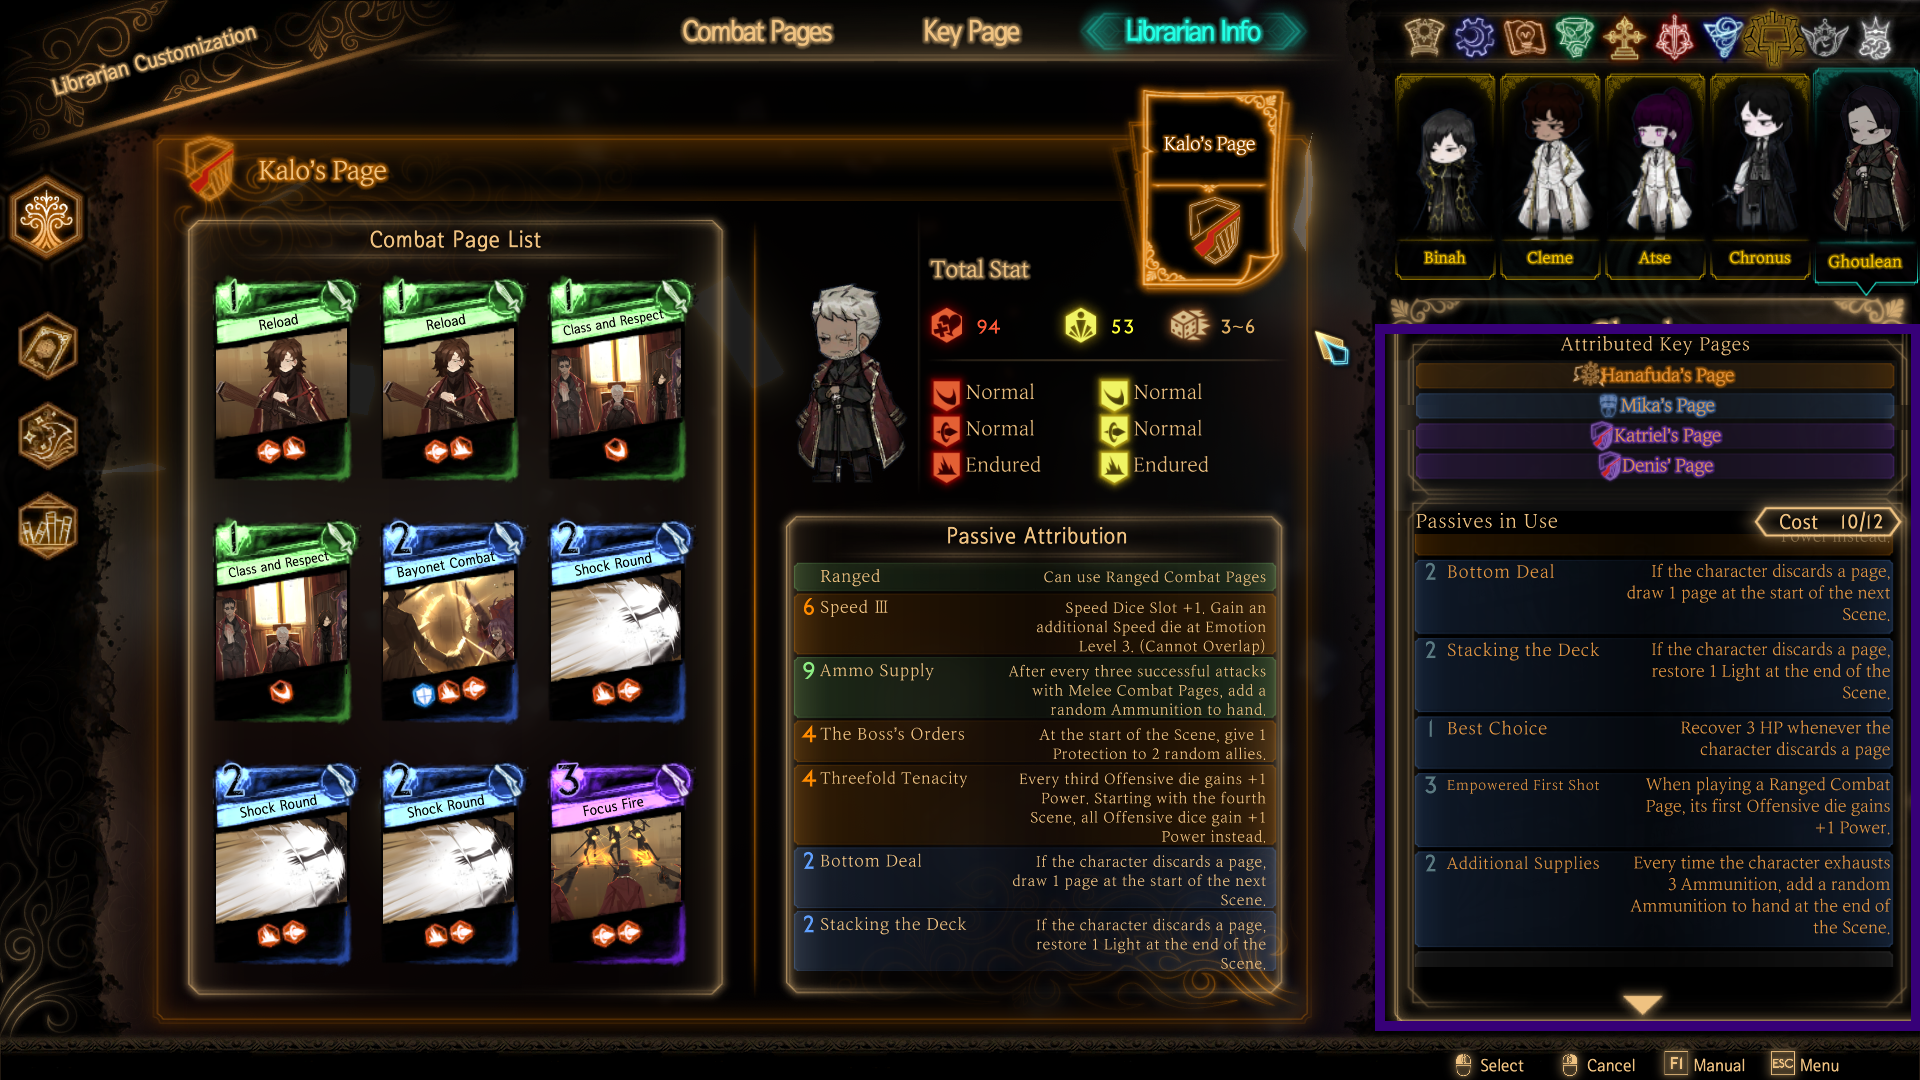 Librarian Customization
Combat Pages
Key Page
Librarian Info
Kalo's Page
Kalo's Page
Combat Page List
1
Reload
1
Reload
1
Class and Respect
1
Class and Respect
2
Bayonet Combat
2
Shock Round
2
Shock Round
2
Shock Round
3
Focus Fire
Total Stat
94
53
3~6
Normal
Normal
Normal
Normal
Endured
Endured
Passive Attribution
Ranged
Can use Ranged Combat Pages
6 Speed III
Speed Dice Slot +1. Gain an
additional Speed die at Emotion
Level 3. (Cannot Overlap)
9 Ammo Supply
After every three successful attacks
with Melee Combat Pages, add a
random Ammunition to hand.
4 The Boss's Orders
At the start of the Scene, give 1
Protection to 2 random allies.
4 Threefold Tenacity
Every third Offensive die gains +1
Power. Starting with the fourth
Scene, all Offensive dice gain +1
Power instead.
2 Bottom Deal
If the character discards a page,
draw 1 page at the start of the next
Scene.
2 Stacking the Deck
If the character discards a page,
restore 1 Light at the end of the
Scene.
Binah
Cleme
Atse
Chronus
Ghoulean
Attributed Key Pages
Hanafuda's Page
Mika's Page
Katriel's Page
Denis' Page
Passives in Use
Cost 10/12
Power instead.
2 Bottom Deal
If the character discards a page,
draw 1 page at the start of the next
Scene.
2 Stacking the Deck
If the character discards a page,
restore 1 Light at the end of the
Scene.
1 Best Choice
Recover 3 HP whenever the
character discards a page
3 Empowered First Shot
When playing a Ranged Combat
Page, its first Offensive die gains
+1 Power.
2 Additional Supplies
Every time the character exhausts
3 Ammunition, add a random
Ammunition to hand at the end of
the Scene.
Select
Cancel
F1 Manual
ESC Menu